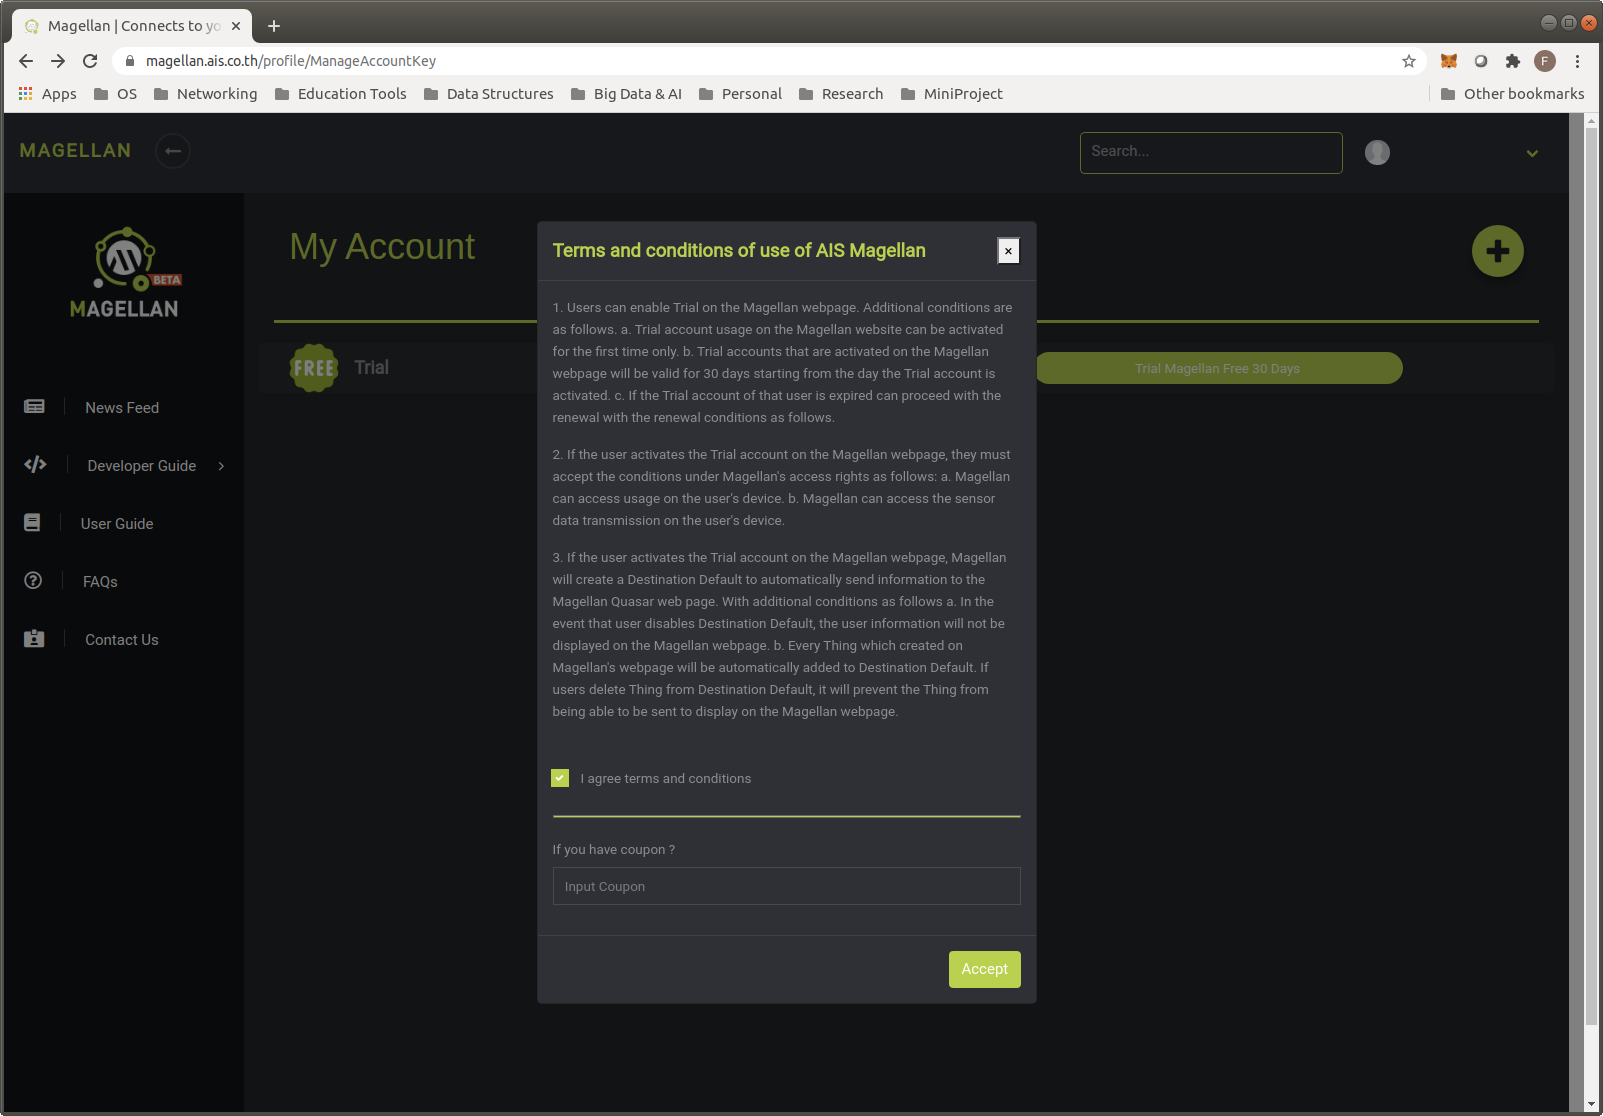 Magellan | Connects to yo
magellan.ais.co.th/profile/ManageAccountKey
F
Apps
OS
Networking
Education Tools
Data Structures
Big Data & AI
Personal
Research
MiniProject
Other bookmarks
MAGELLAN
Search...
BETA
MAGELLAN
News Feed
Developer Guide
User Guide
FAQs
Contact Us
My Account
FREE
Trial
Trial Magellan Free 30 Days
Terms and conditions of use of AIS Magellan
1. Users can enable Trial on the Magellan webpage. Additional conditions are
as follows. a. Trial account usage on the Magellan website can be activated
for the first time only. b. Trial accounts that are activated on the Magellan
webpage will be valid for 30 days starting from the day the Trial account is
activated. c. If the Trial account of that user is expired can proceed with the
renewal with the renewal conditions as follows.
2. If the user activates the Trial account on the Magellan webpage, they must
accept the conditions under Magellan's access rights as follows: a. Magellan
can access usage on the user's device. b. Magellan can access the sensor
data transmission on the user's device.
3. If the user activates the Trial account on the Magellan webpage, Magellan
will create a Destination Default to automatically send information to the
Magellan Quasar web page. With additional conditions as follows a. In the
event that user disables Destination Default, the user information will not be
displayed on the Magellan webpage. b. Every Thing which created on
Magellan's webpage will be automatically added to Destination Default. If
users delete Thing from Destination Default, it will prevent the Thing from
being able to be sent to display on the Magellan webpage.
I agree terms and conditions
If you have coupon ?
Input Coupon
Accept